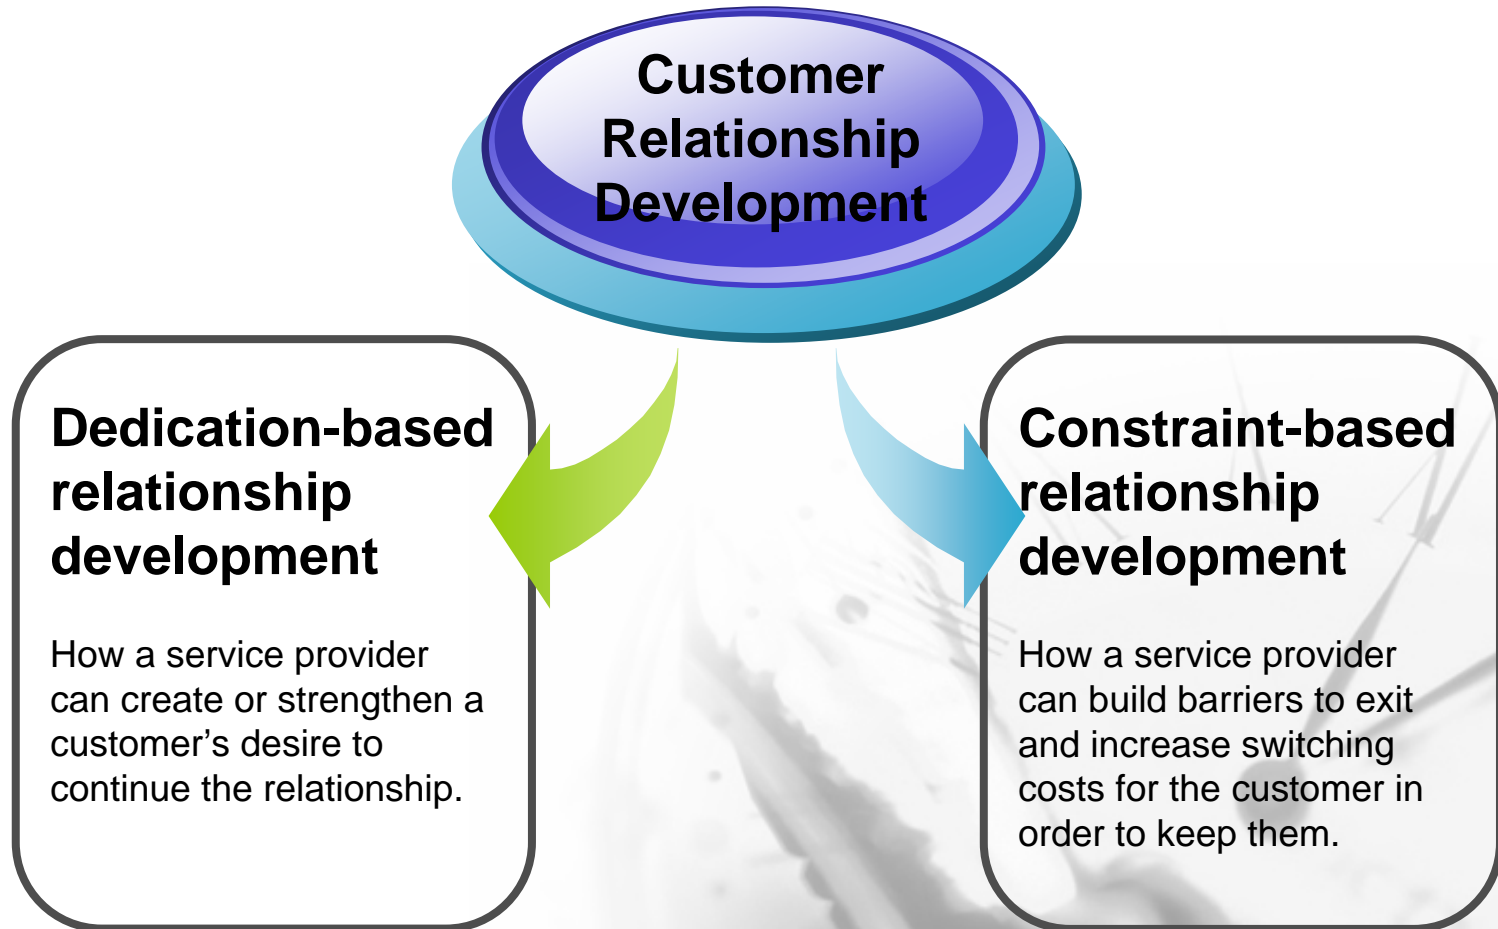 Customer
Relationship
Development
Dedication-based
relationship
development
How a service provider
can create or strengthen a
customer’s desire to
continue the relationship.
Constraint-based
relationship
development
How a service provider
can build barriers to exit
and increase switching
costs for the customer in
order to keep them.